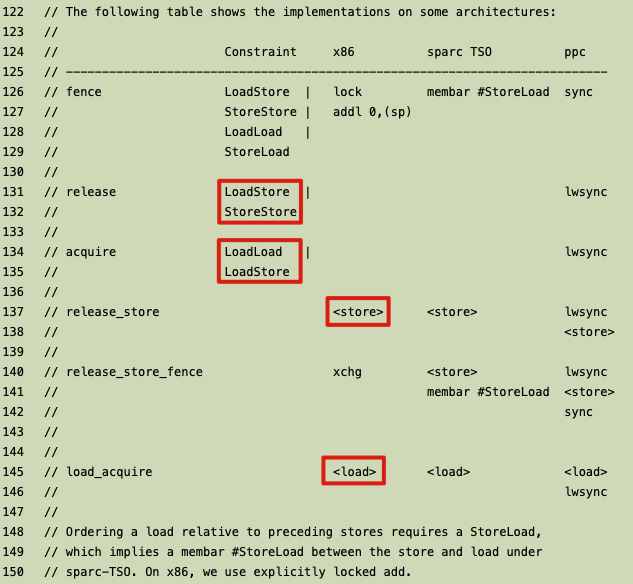 122 // The following table shows the implementations on some architectures:
123 //
124 // Constraint x86 sparc TSO ppc
125 // ---------------------------------------------------------------------------
126 // fence LoadStore | lock membar #StoreLoad sync
127 // StoreStore | addl 0,(sp)
128 // LoadLoad |
129 // StoreLoad
130 //
131 // release LoadStore | lwsync
132 // StoreStore
133 //
134 // acquire LoadLoad | lwsync
135 // LoadStore
136 //
137 // release_store <store> <store> lwsync
138 // <store>
139 //
140 // release_store_fence xchg <store> lwsync
141 // membar #StoreLoad <store>
142 // sync
143 //
144 //
145 // load_acquire <load> <load> <load>
146 // lwsync
147 //
148 // Ordering a load relative to preceding stores requires a StoreLoad,
149 // which implies a membar #StoreLoad between the store and load under
150 // sparc-TSO. On x86, we use explicitly locked add.